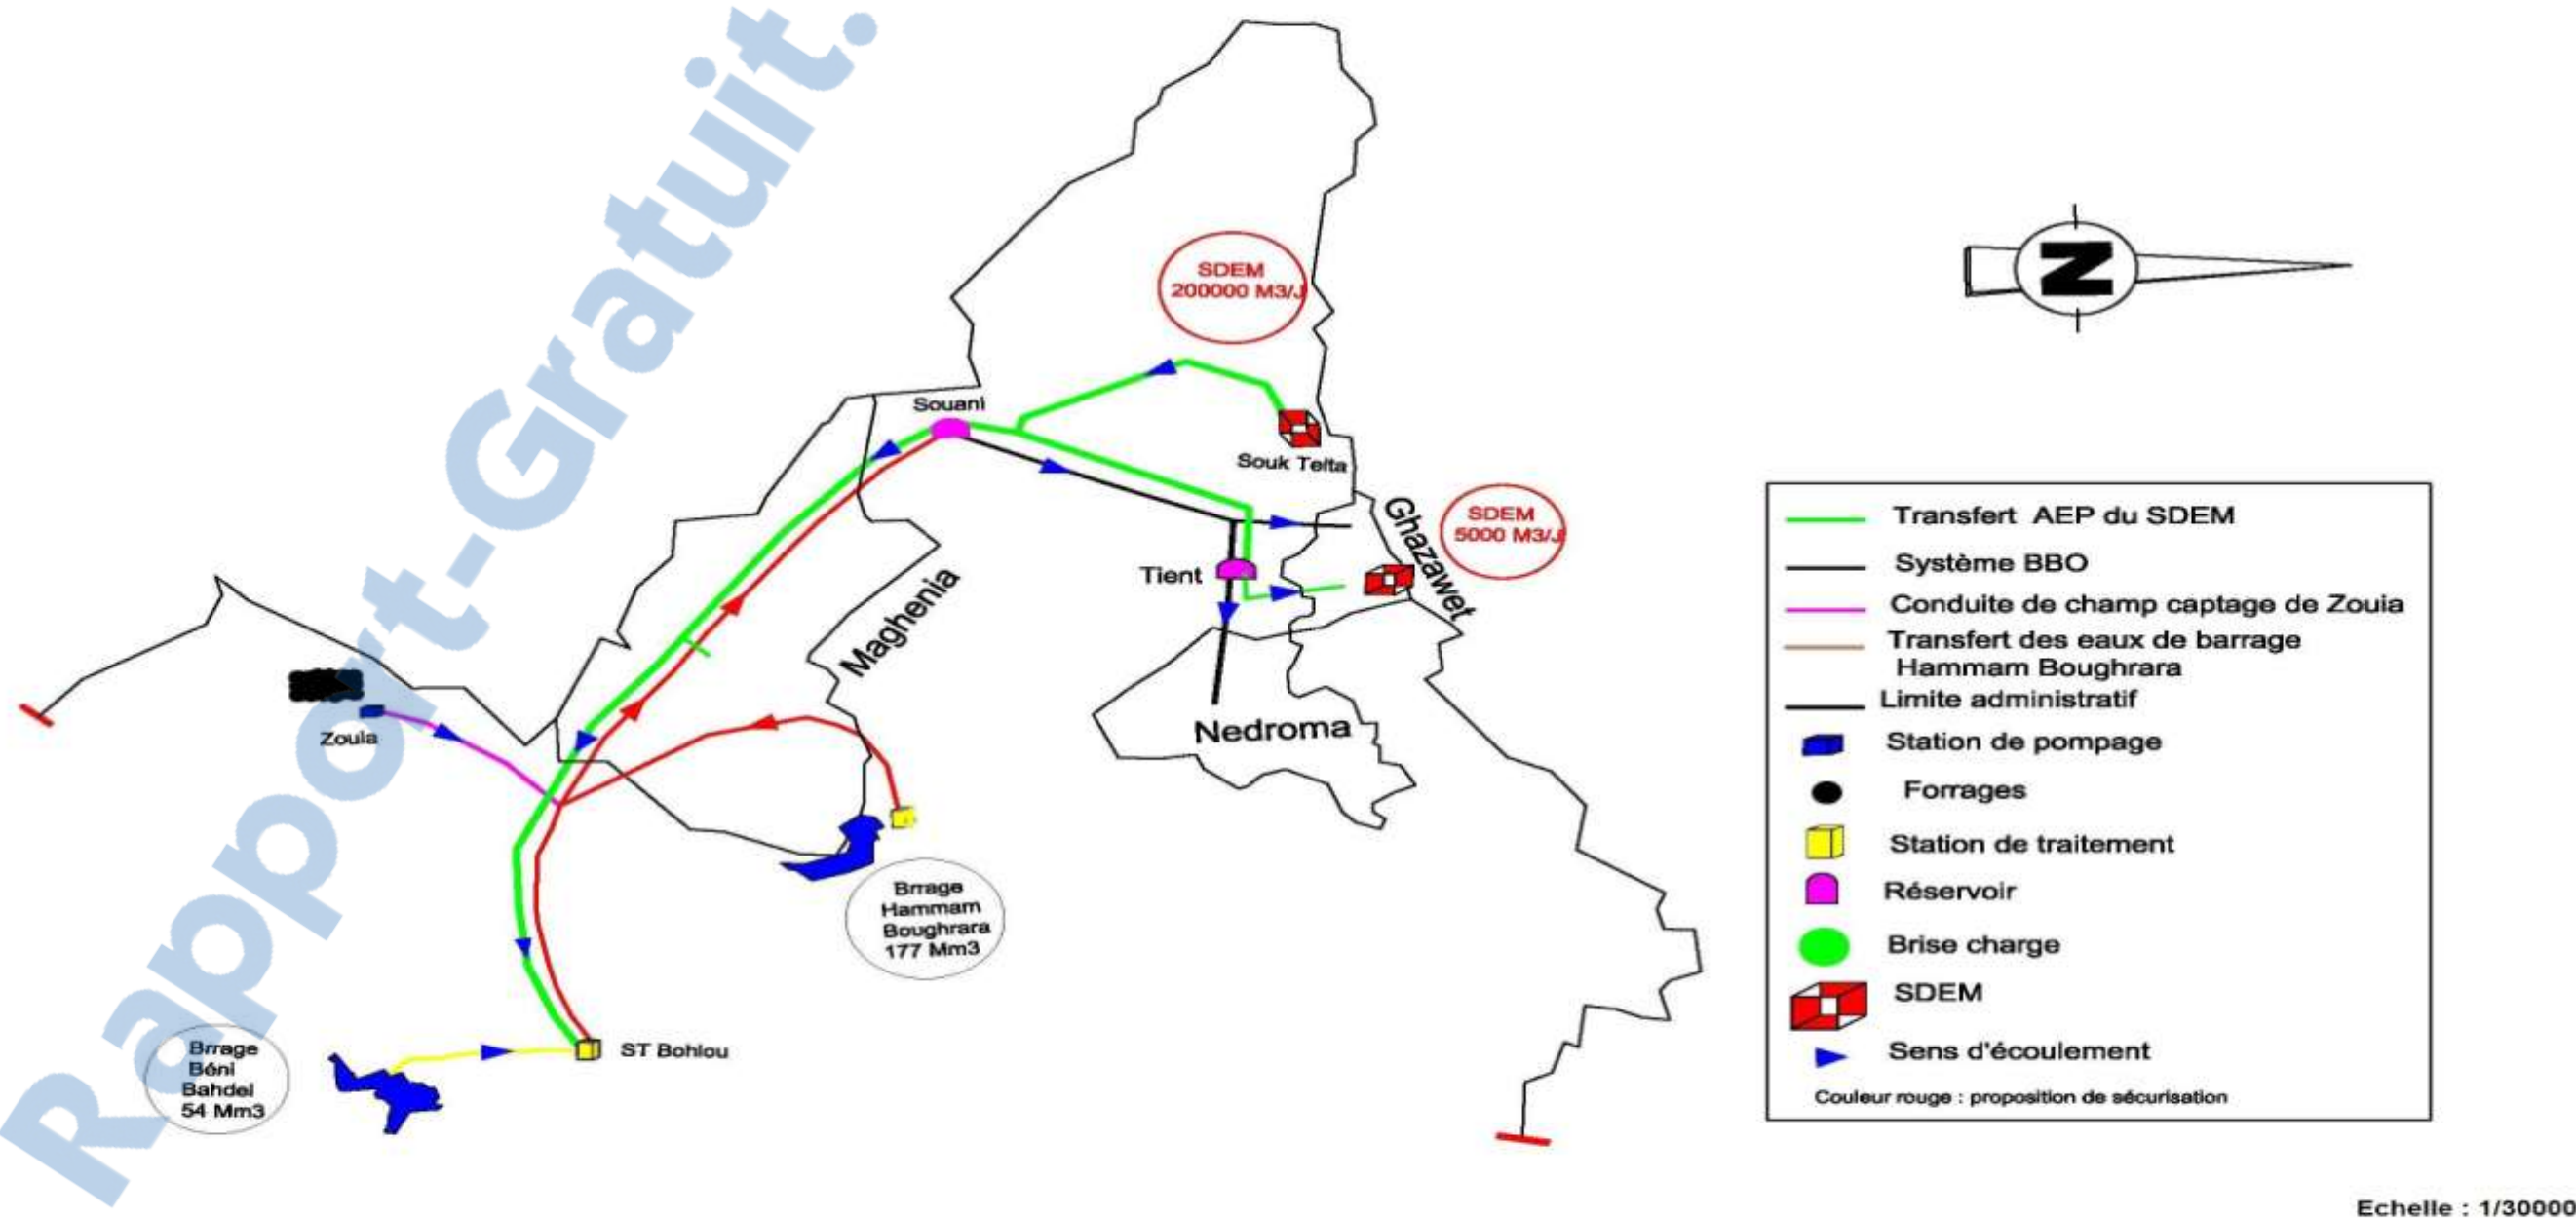 Rapport-Gratuit.
SDEM
200000 M3/J
Souani
Souk Telta
Ghazawet
SDEM
5000 M3/J
Tient
Maghenia
Nedroma
Zouia
Brrage
Hammam
Boughrara
177 Mm3
ST Bohlou
Brrage
Béni
Bahdel
54 Mm3
N
Transfert AEP du SDEM
Système BBO
Conduite de champ captage de Zouia
Transfert des eaux de barrage
Hammam Boughrara
Limite administratif
Station de pompage
Forrages
Station de traitement
Réservoir
Brise charge
SDEM
Sens d'écoulement
Couleur rouge : proposition de sécurisation
Echelle : 1/30000